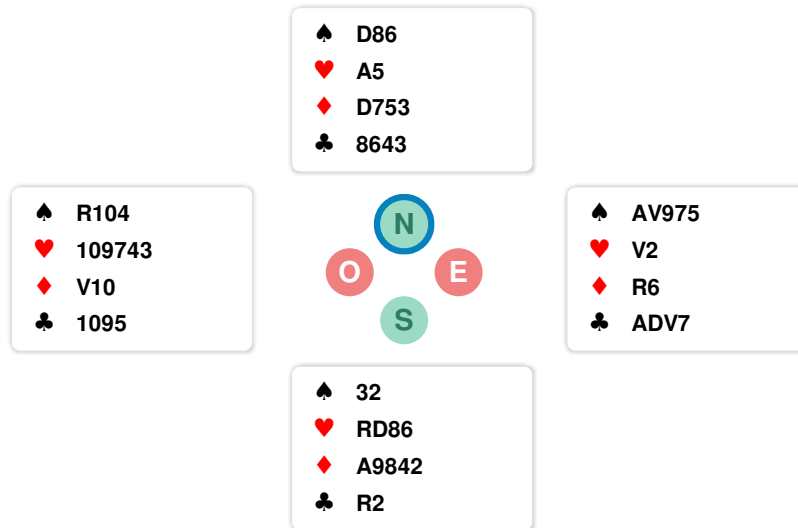 ♠ D86
♥ A5
♦ D753
♣ 8643
♠ R104
♥ 109743
♦ V10
♣ 1095
N
O E
S
♠ AV975
♥ V2
♦ R6
♣ ADV7
♠ 32
♥ RD86
♦ A9842
♣ R2